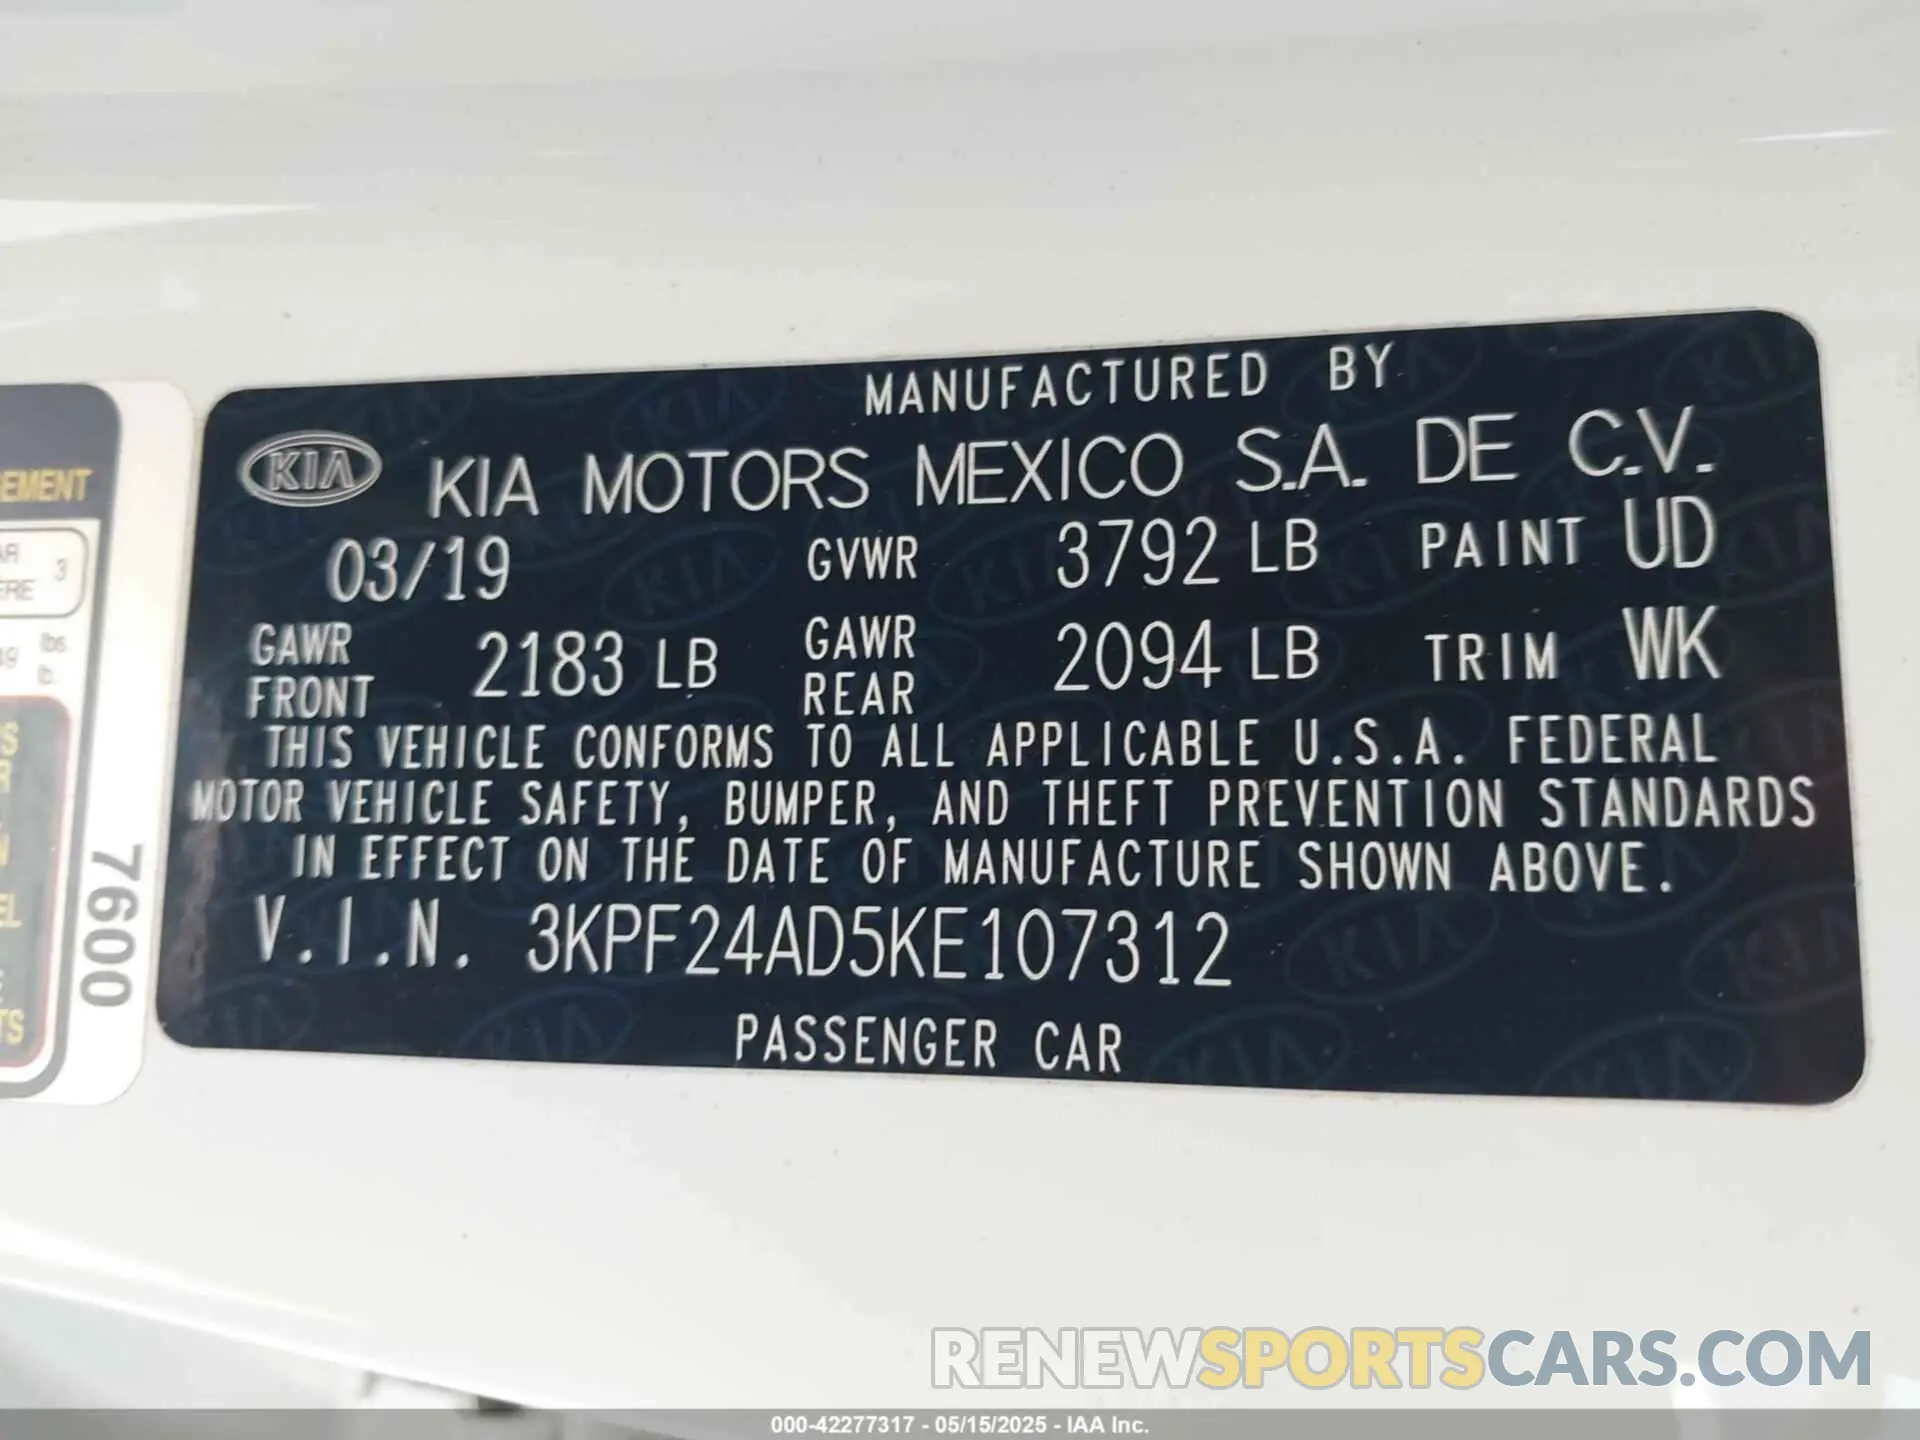 MANUFACTURED BY
KIA KIA MOTORS MEXICO S.A. DE C.V.
03/19 GVWR 3792 LB PAINT UD
GAWR FRONT 2183 LB GAWR REAR 2094 LB TRIM WK
THIS VEHICLE CONFORMS TO ALL APPLICABLE U.S.A. FEDERAL
MOTOR VEHICLE SAFETY, BUMPER, AND THEFT PREVENTION STANDARDS
IN EFFECT ON THE DATE OF MANUFACTURE SHOWN ABOVE.
V.I.N. 3KPF24AD5KE107312
PASSENGER CAR
3
lbs.
lb.
7600
RENEWSPORTSCARS.COM
000-42277317 - 05/15/2025 - IAA Inc.